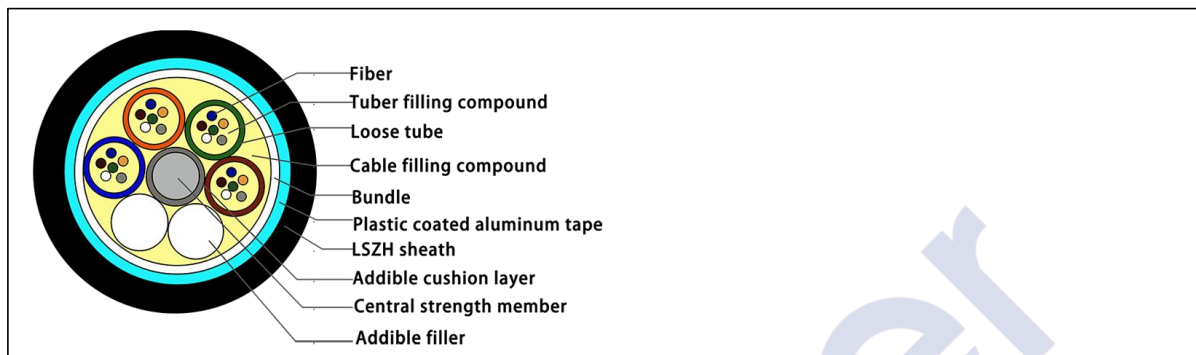 Fiber
Tuber filling compound
Loose tube
Cable filling compound
Bundle
Plastic coated aluminum tape
LSZH sheath
Addible cushion layer
Central strength member
Addible filler
er